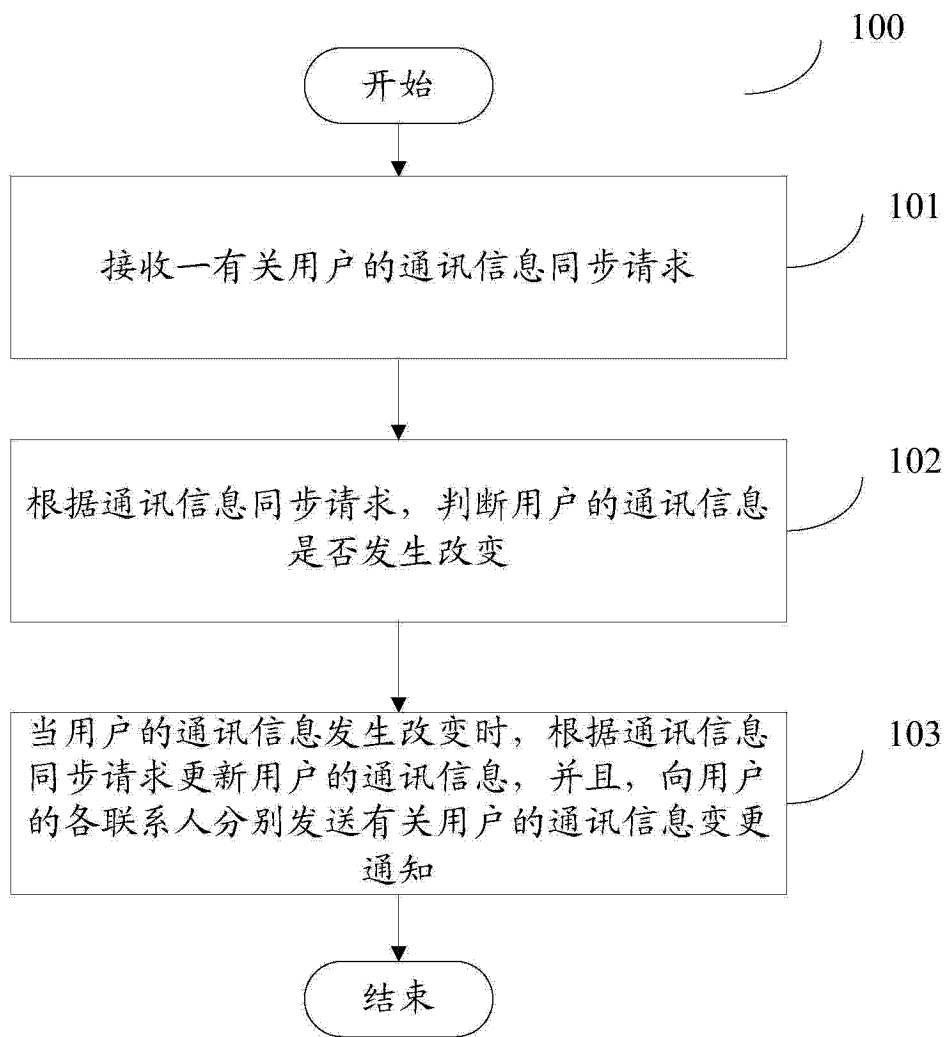 100
开始
101
接收一有关用户的通讯信息同步请求
102
根据通讯信息同步请求，判断用户的通讯信息
是否发生改变
103
当用户的通讯信息发生改变时，根据通讯信息
同步请求更新用户的通讯信息，并且，向用户
的各联系人分别发送有关用户的通讯信息变更
通知
结束